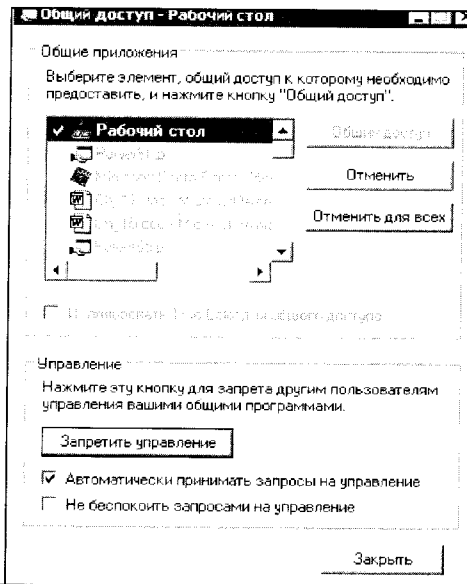 Общий доступ - Рабочий стол
Общие приложения
Выберите элемент, общий доступ к которому необходимо
предоставить, и нажмите кнопку "Общий доступ".
Рабочий стол
Общий доступ
Отменить
Отменить для всех
Управление
Нажмите эту кнопку для запрета другим пользователям
управления вашими общими программами.
Запретить управление
Автоматически принимать запросы на управление
Не беспокоить запросами на управление
Закрыть